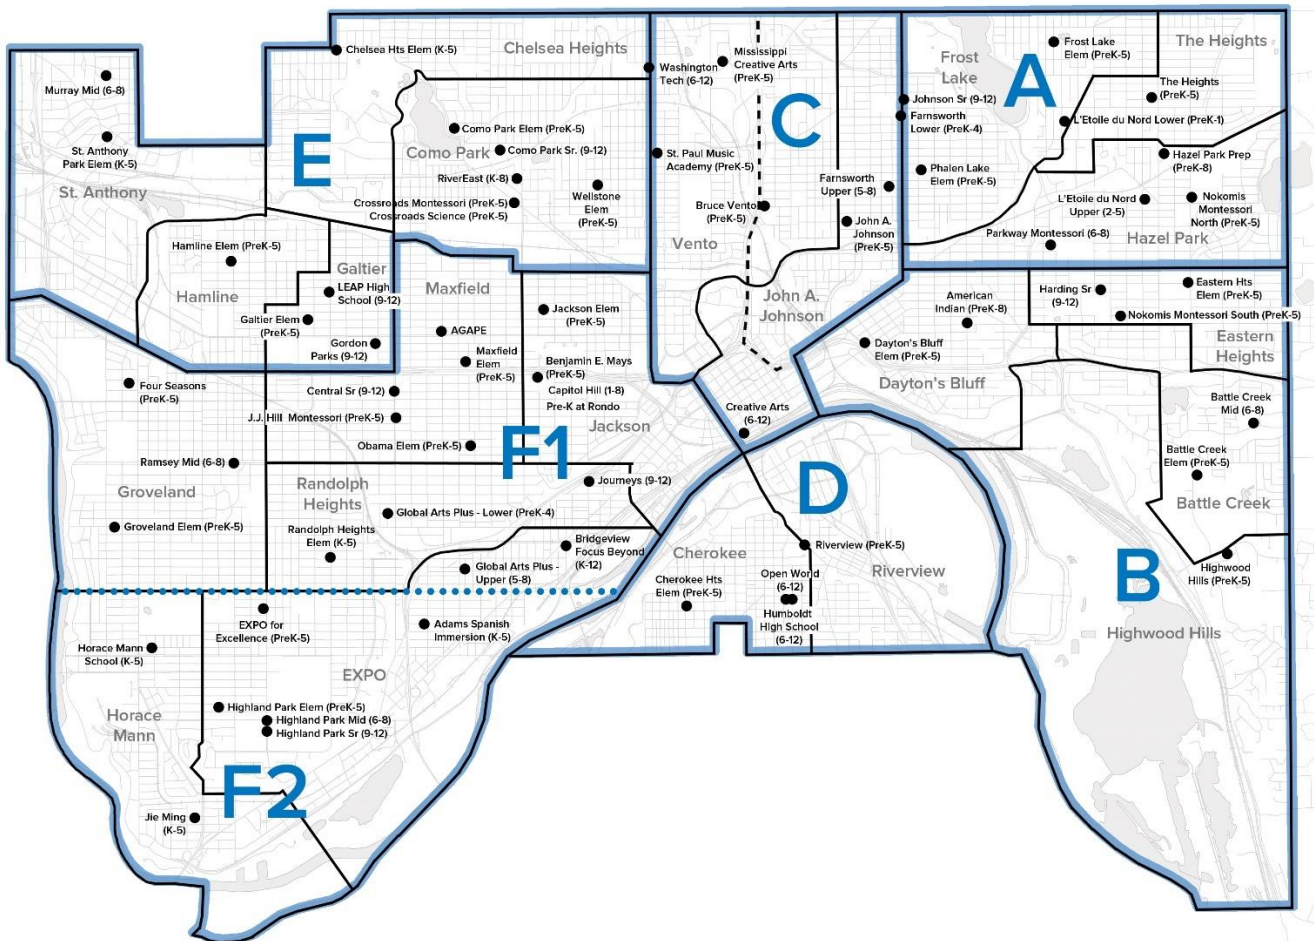 Chelsea Hts Elem (K-5)
Chelsea Heights
Murray Mid (6-8)
St. Anthony
Park Elem (K-5)
St. Anthony
E
Como Park Elem (PreK-5)
Como Park
Como Park Sr. (9-12)
RiverEast (K-8)
Crossroads Montessori (PreK-5)
Crossroads Science (PreK-5)
Wellstone
Elem
(PreK-5)
Hamline Elem (PreK-5)
Hamline
Galtier
LEAP High
School (9-12)
Galtier Elem
(PreK-5)
Gordon
Parks (9-12)
Washington
Tech (6-12)
Mississippi
Creative Arts
(PreK-5)
C
St. Paul Music
Academy (PreK-5)
Bruce Vento
(PreK-5)
Vento
Farnsworth
Upper (5-8)
John A.
Johnson
(PreK-5)
John A.
Johnson
Creative Arts
(6-12)
Frost
Lake
A
Frost Lake
Elem (PreK-5)
The Heights
The Heights
(PreK-5)
Johnson Sr (9-12)
Farnsworth
Lower (PreK-4)
L'Etoile du Nord Lower (PreK-1)
Phalen Lake
Elem (PreK-5)
Hazel Park Prep
(PreK-8)
L'Etoile du Nord
Upper (2-5)
Nokomis
Montessori
North (PreK-5)
Parkway Montessori (6-8)
Hazel Park
American
Indian (PreK-8)
Harding Sr
(9-12)
Eastern Hts
Elem (PreK-5)
Nokomis Montessori South (PreK-5)
Eastern
Heights
Dayton's Bluff
Elem (PreK-5)
Dayton's Bluff
Battle Creek
Mid (6-8)
Battle Creek
Elem (PreK-5)
Battle Creek
Highwood
Hills (PreK-5)
B
Highwood Hills
Maxfield
AGAPE
Maxfield
Elem
(PreK-5)
Jackson Elem
(PreK-5)
Benjamin E. Mays
(PreK-5)
Capitol Hill (1-8)
Pre-K at Rondo
Jackson
Four Seasons
(PreK-5)
Central Sr (9-12)
J.J. Hill Montessori (PreK-5)
Obama Elem (PreK-5)
F1
Ramsey Mid (6-8)
Groveland
Groveland Elem (PreK-5)
Randolph
Heights
Journeys (9-12)
Global Arts Plus - Lower (PreK-4)
Randolph Heights
Elem (K-5)
Bridgeview
Focus Beyond
(K-12)
Global Arts Plus -
Upper (5-8)
D
Cherokee
Cherokee Hts
Elem (PreK-5)
Riverview (PreK-5)
Open World
(6-12)
Humboldt
High School
(6-12)
Riverview
EXPO for
Excellence (PreK-5)
Adams Spanish
Immersion (K-5)
Horace Mann
School (K-5)
EXPO
Horace
Mann
Highland Park Elem (PreK-5)
Highland Park Mid (6-8)
Highland Park Sr (9-12)
F2
Jie Ming
(K-5)